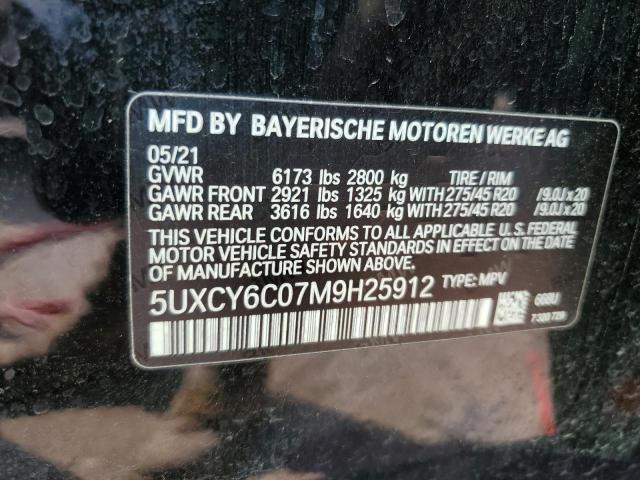 MFD BY BAYERISCHE MOTOREN WERKE AG
05/21
GVWR 6173 lbs 2800 kg TIRE / RIM
GAWR FRONT 2921 lbs 1325 kg WITH 275/45 R20 /9.0J x 20
GAWR REAR 3616 lbs 1640 kg WITH 275/45 R20 /9.0J x 20
THIS VEHICLE CONFORMS TO ALL APPLICABLE U. S. FEDERAL
MOTOR VEHICLE SAFETY STANDARDS IN EFFECT ON THE DATE
OF MANUFACTURE SHOWN ABOVE.
5UXCY6C07M9H25912 TYPE: MPV